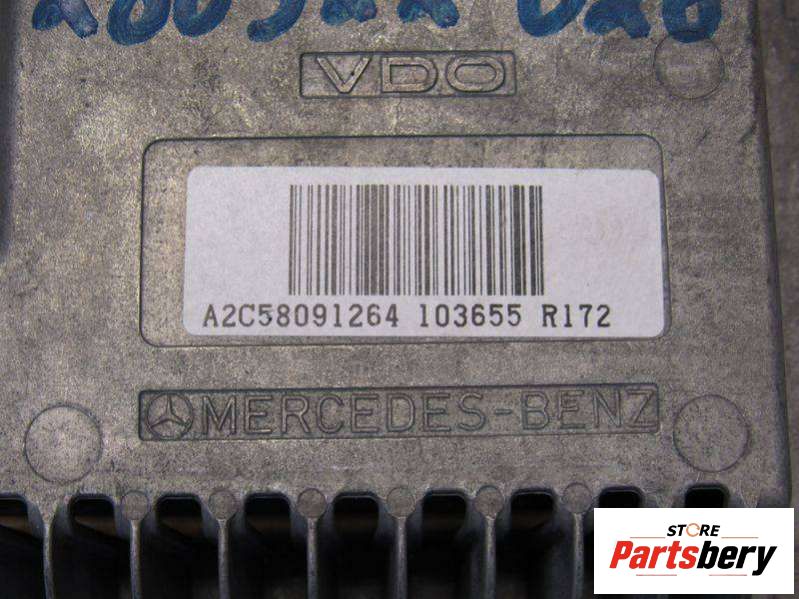 VDO
A2C58091264 103655 R172
MERCEDES-BENZ
STORE
Partsbery